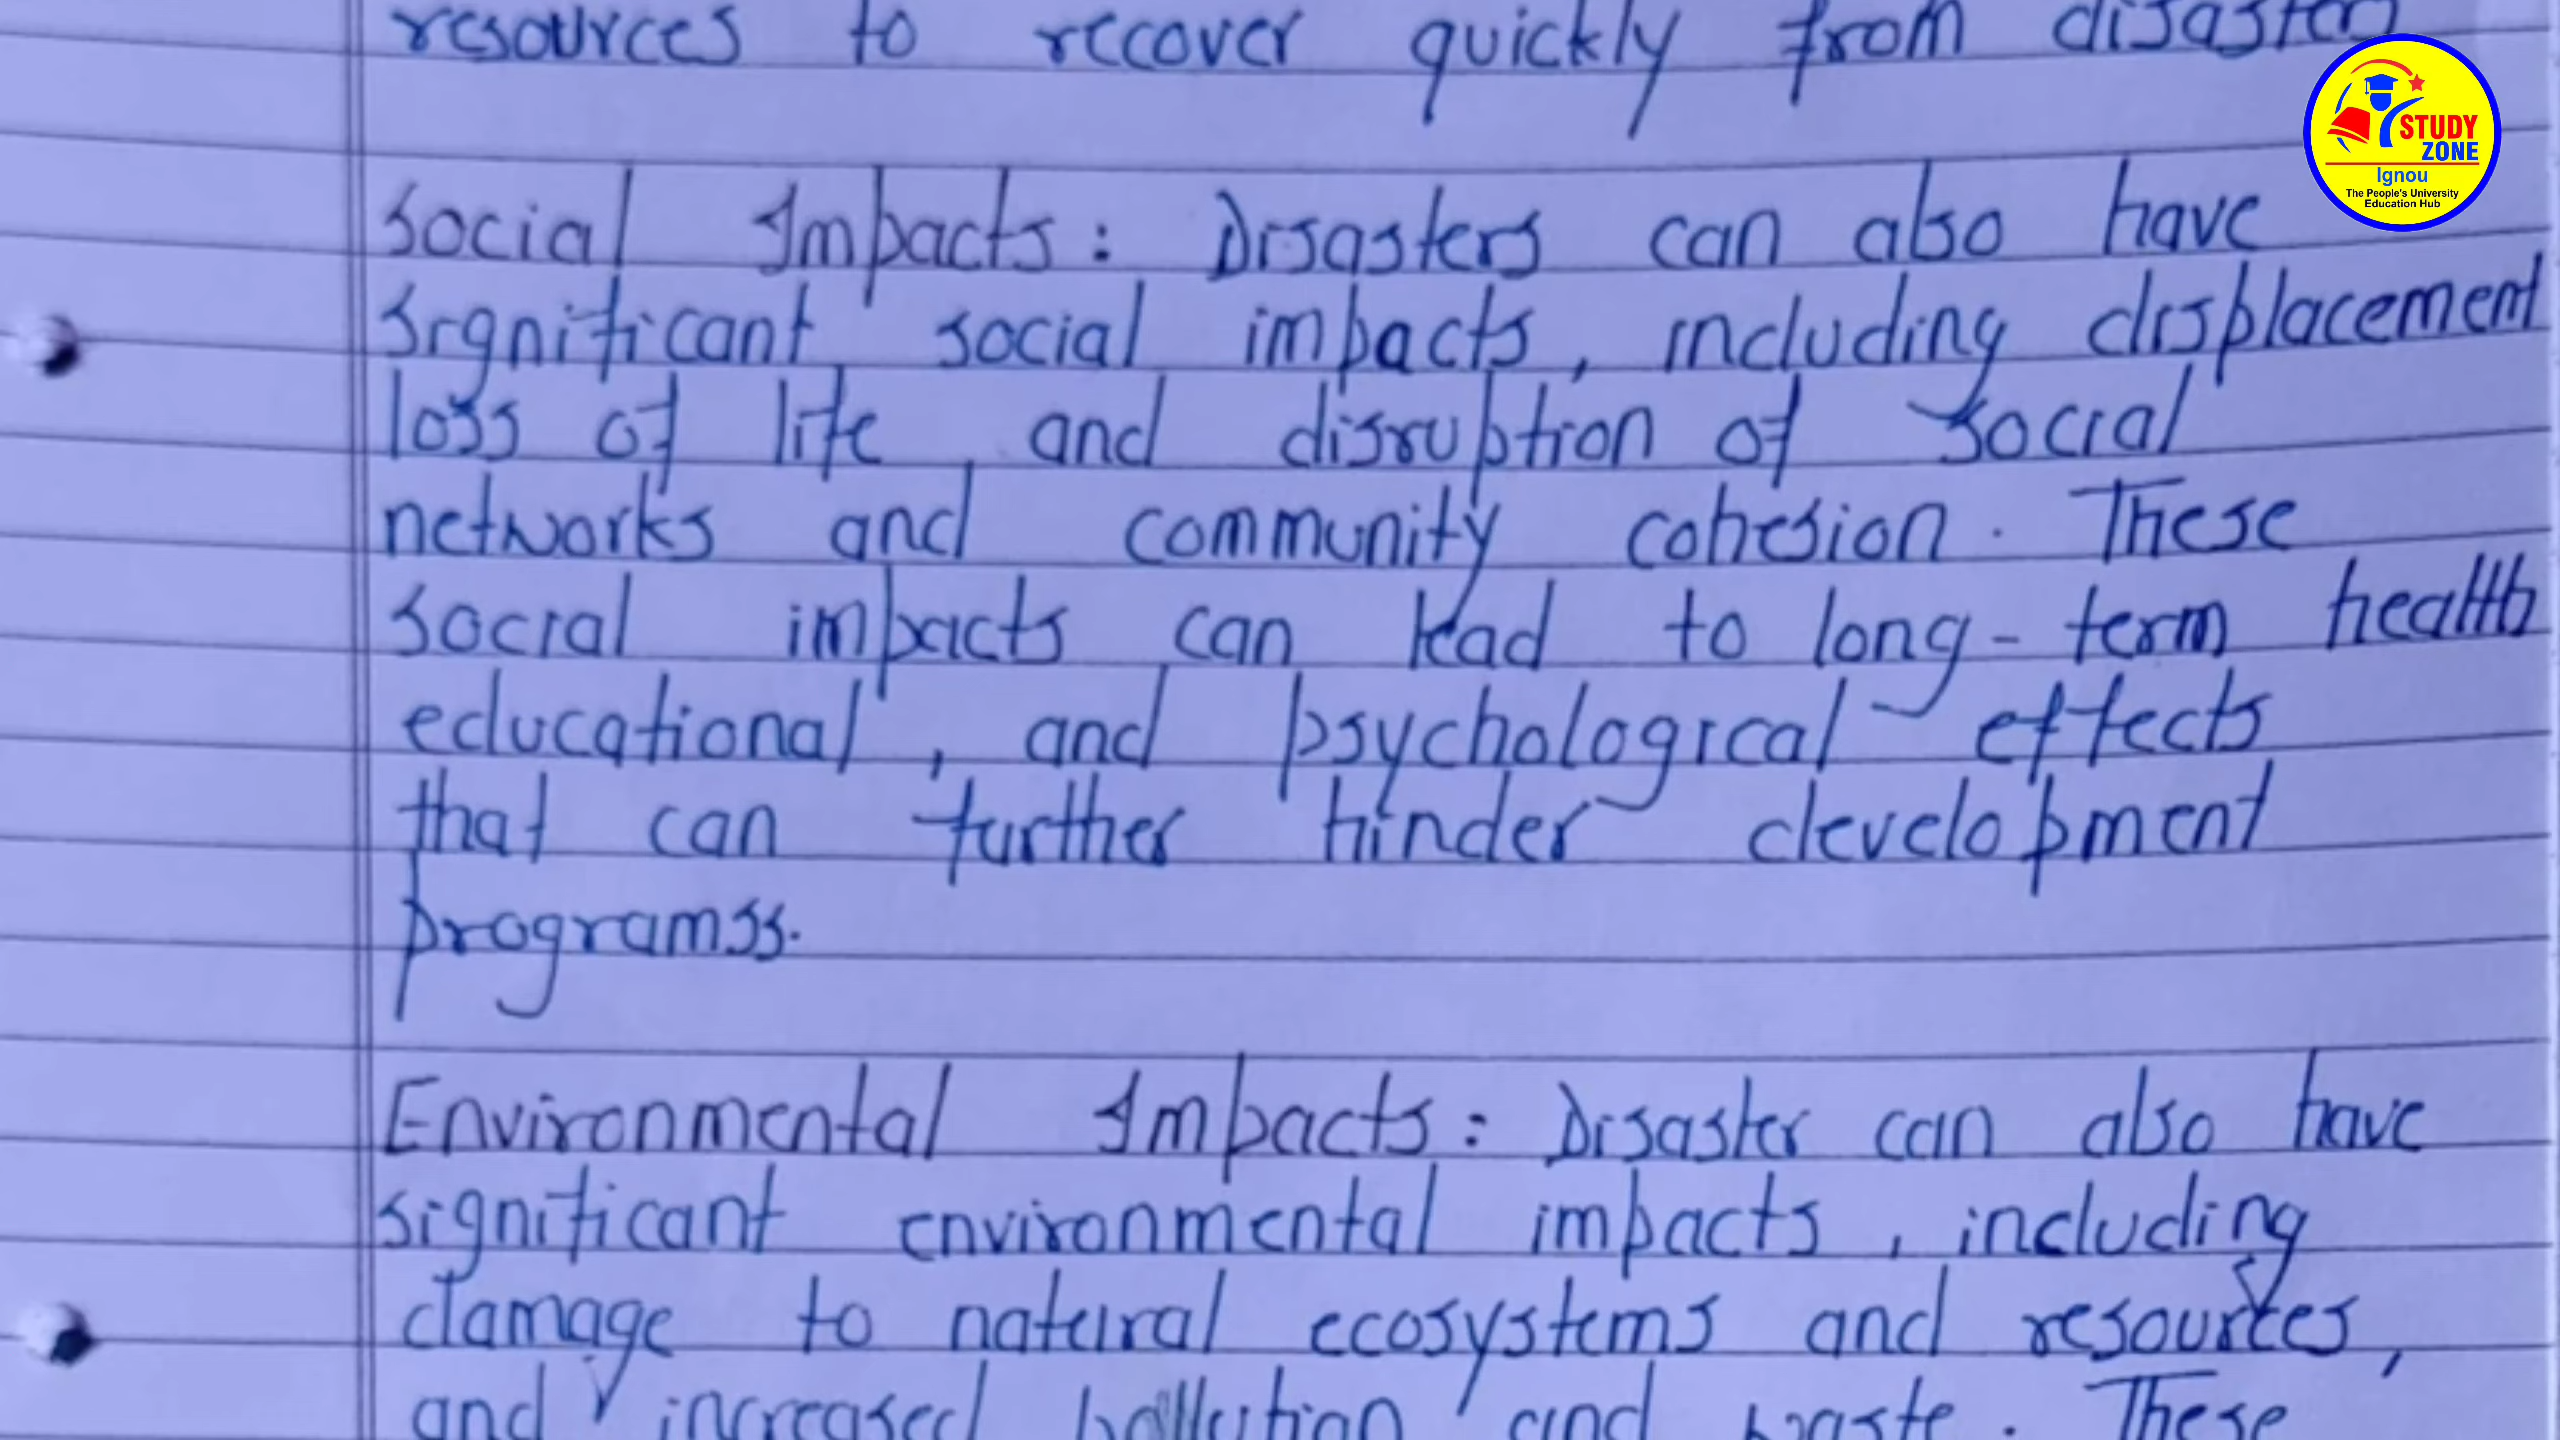 resources to recover quickly from disasters
STUDY
ZONE
Ignou
The People's University
Education Hub
Social Impacts: Disasters can also have
significant social impacts, including displacement
loss of life, and disruption of social
networks and community cohesion. These
social impacts can lead to long-term health
educational, and psychological effects
that can further hinder development
programss.
Environmental Impacts: Disaster can also have
significant environmental impacts, including
damage to natural ecosystems and resources,
and increased pollution and waste. These